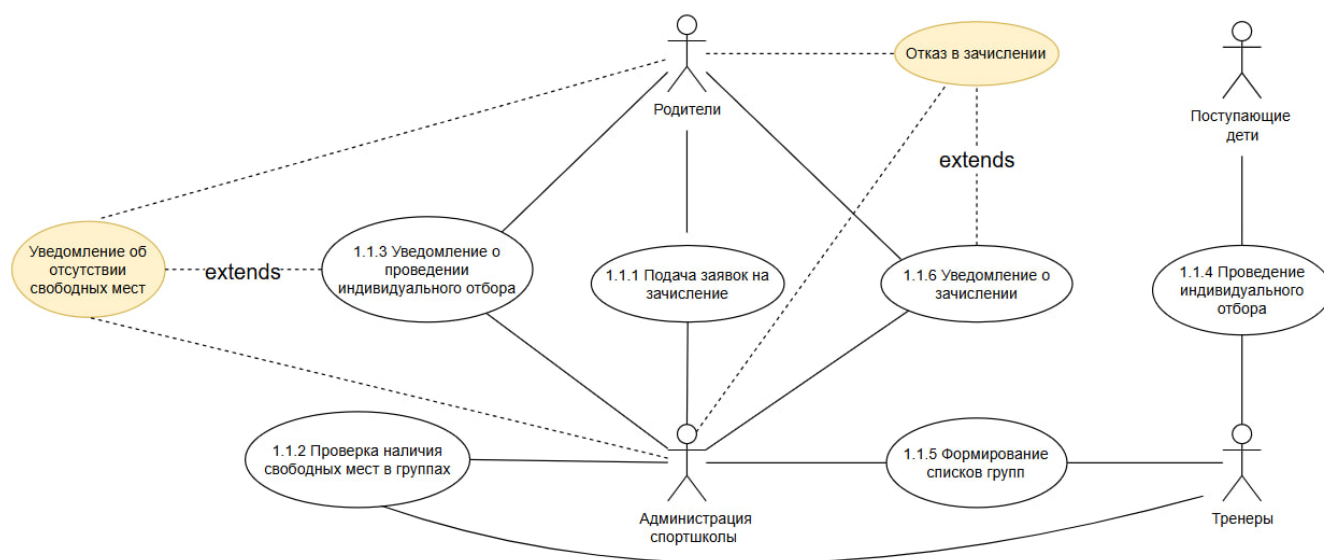 Родители
Отказ в зачислении
Поступающие
дети
extends
Уведомление об
отсутствии
свободных мест
extends
1.1.3 Уведомление о
проведении
индивидуального отбора
1.1.1 Подача заявок на
зачисление
1.1.6 Уведомление о
зачислении
1.1.4 Проведение
индивидуального
отбора
1.1.2 Проверка наличия
свободных мест в группах
1.1.5 Формирование
списков групп
Администрация
спортшколы
Тренеры